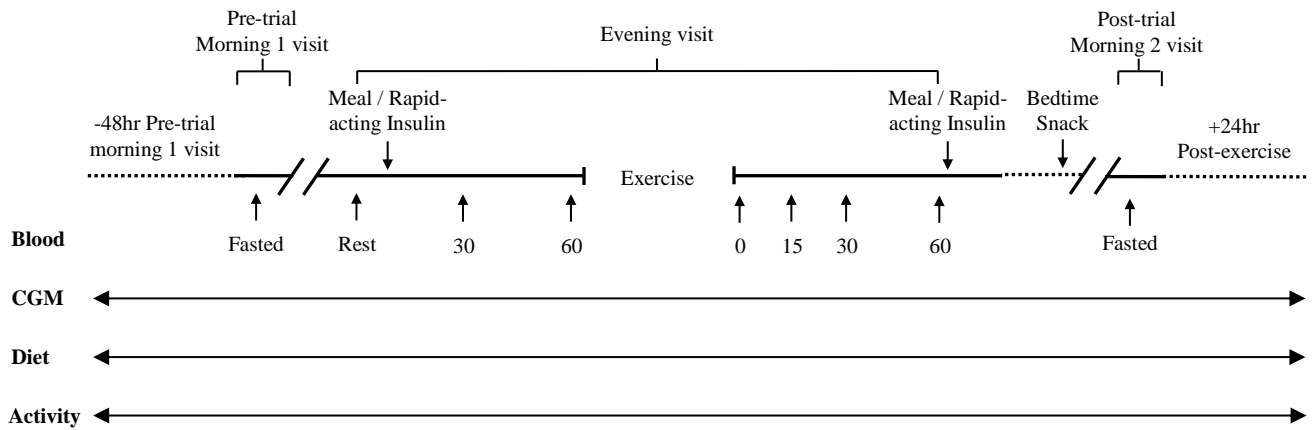 Pre-trial
Morning 1 visit
Evening visit
Post-trial
Morning 2 visit
-48hr Pre-trial
morning 1 visit
Meal / Rapid-
acting Insulin
Meal / Rapid-
acting Insulin
Bedtime
Snack
+24hr
Post-exercise
Exercise
Blood
Fasted
Rest
30
60
0
15
30
60
Fasted
CGM
Diet
Activity